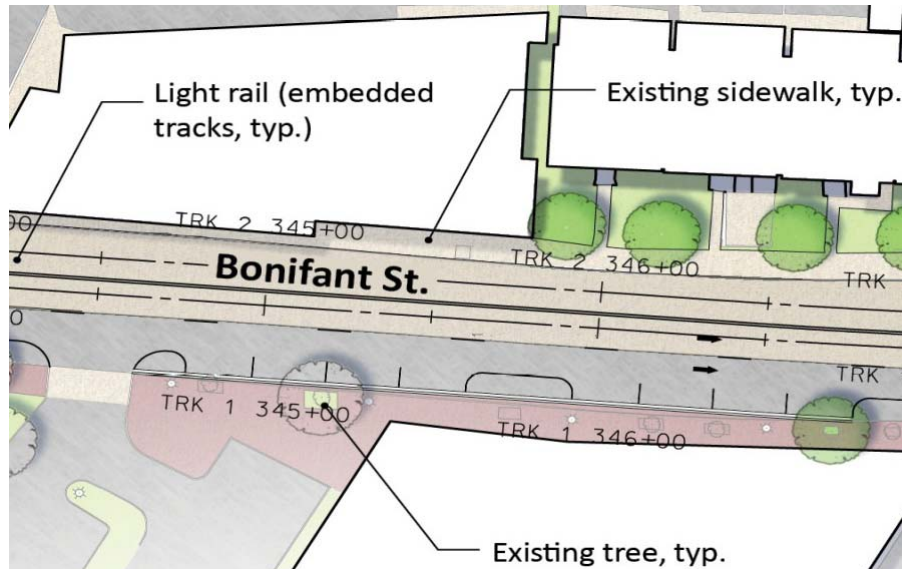 Light rail (embedded
tracks, typ.)
Existing sidewalk, typ.
TRK 2 345+00
TRK 2 346+00
TRK
Bonifant St.
TRK
TRK 1 345+00
TRK 1 346+00
Existing tree, typ.